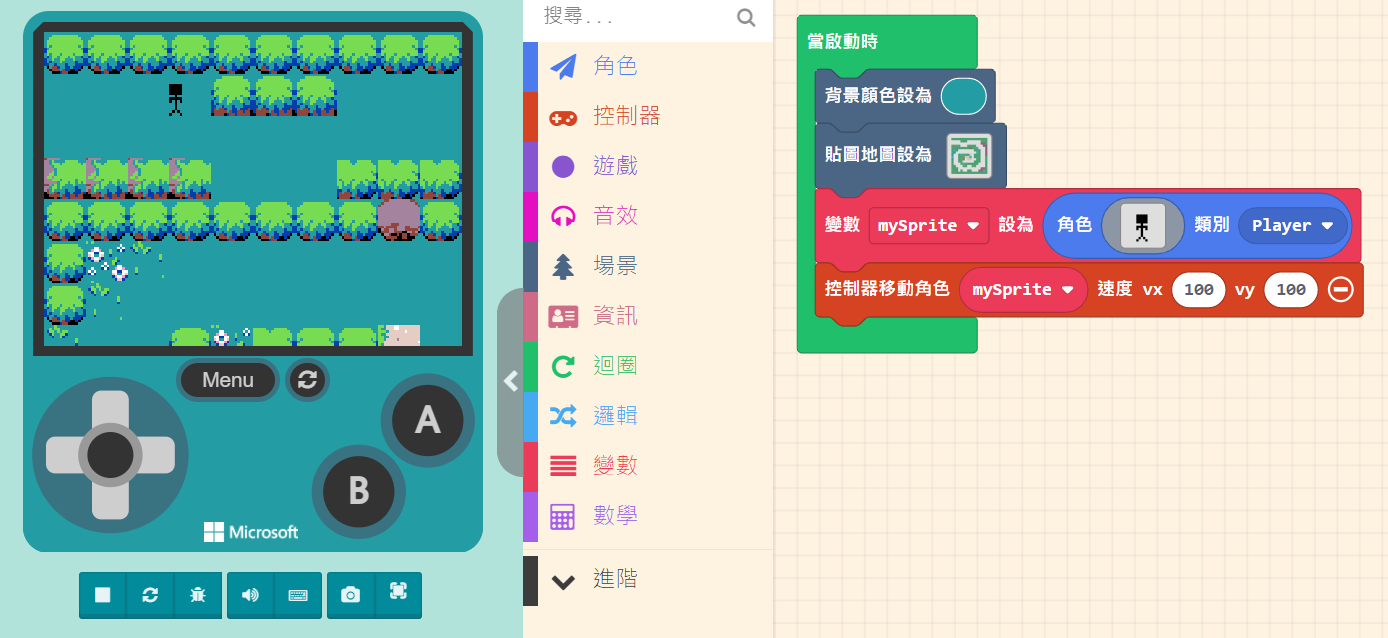 Menu
A
B
Microsoft
搜尋...
角色
控制器
遊戲
音效
場景
資訊
迴圈
邏輯
變數
數學
進階
當啟動時
背景顏色設為
貼圖地圖設為
變數 mySprite 設為 角色 類別 Player
控制器移動角色 mySprite 速度 vx 100 vy 100